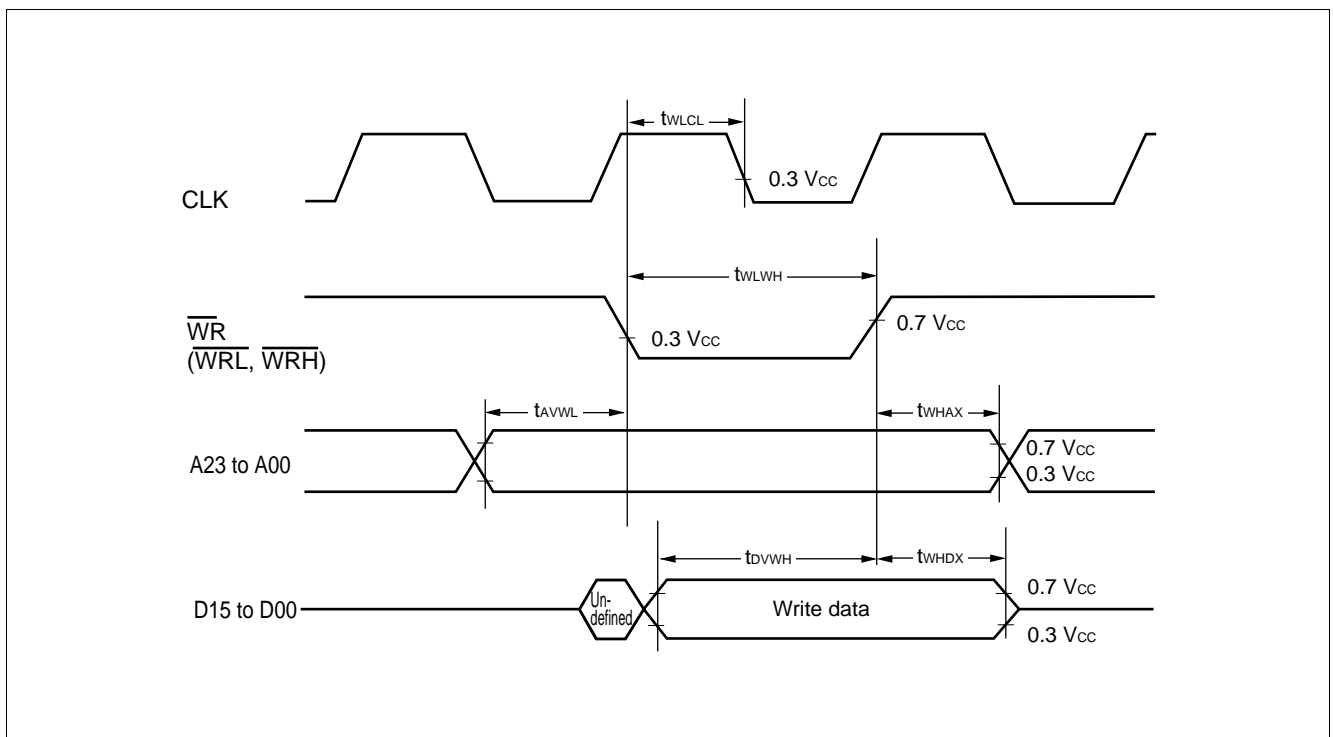 tWLCL
0.3 VCC
CLK
tWLWH
0.3 VCC
0.7 VCC
WR
(WRL, WRH)
tAVWL
tWHAX
A23 to A00
0.7 VCC
0.3 VCC
tDVWH
tWHDX
D15 to D00
Un-
defined
Write data
0.7 VCC
0.3 VCC